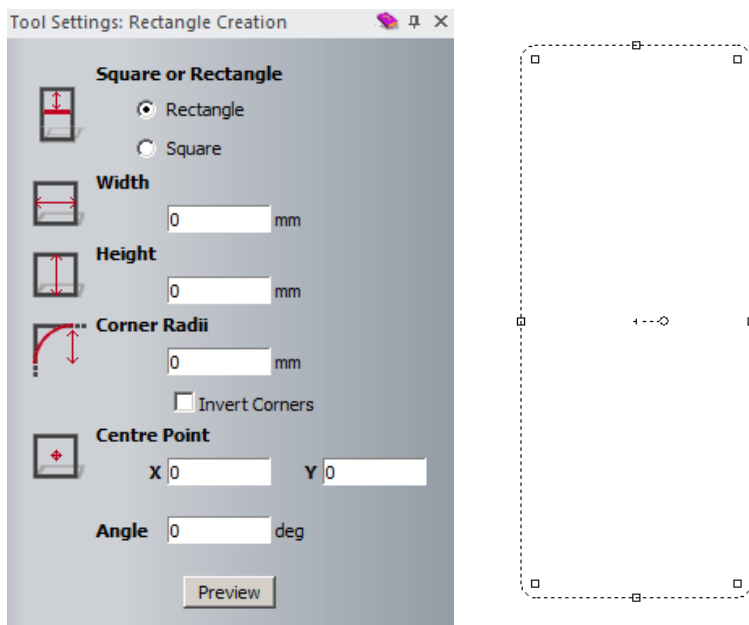 Tool Settings: Rectangle Creation
Square or Rectangle
Rectangle
Square
Width
0 mm
Height
0 mm
Corner Radii
0 mm
Invert Corners
Centre Point
X 0 Y 0
Angle 0 deg
Preview